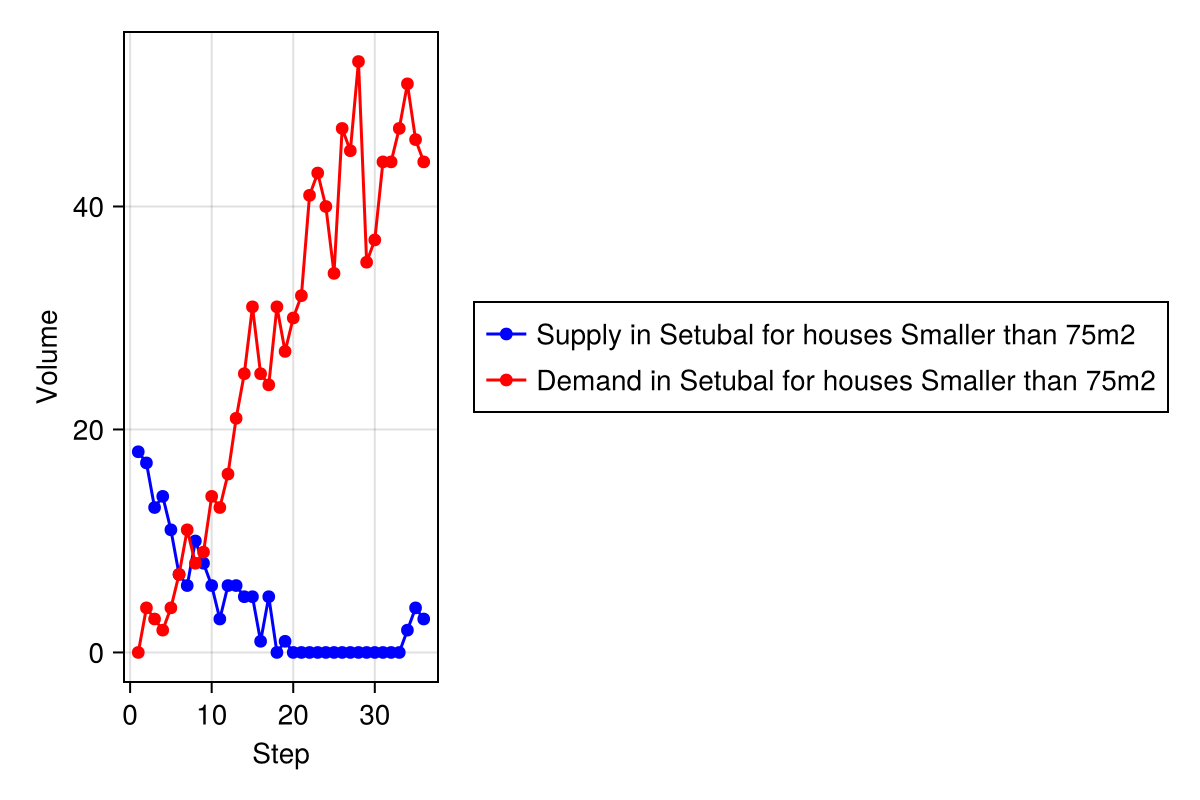 Volume
40
20
0
0 10 20 30
Step
Supply in Setubal for houses Smaller than 75m2
Demand in Setubal for houses Smaller than 75m2